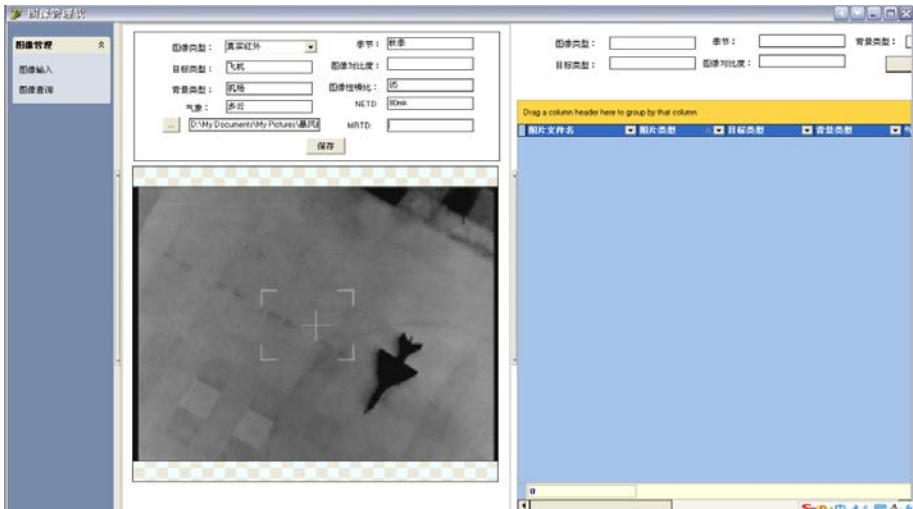 图像管理
图像输入
图像查询
图像类型： 真实红外 季节： 秋季
目标类型： 飞机 图像对比度：
背景类型： 机场 图像性噪比： 05
气象： 多云 NETD 80mk
... D:\My Documents\My Pictures\暴风 MRTD:
保存
图像类型： 季节： 背景类型：
目标类型： 图像对比度：
Drag a column header here to group by that column
图片文件名 图片类型 目标类型 背景类型
0